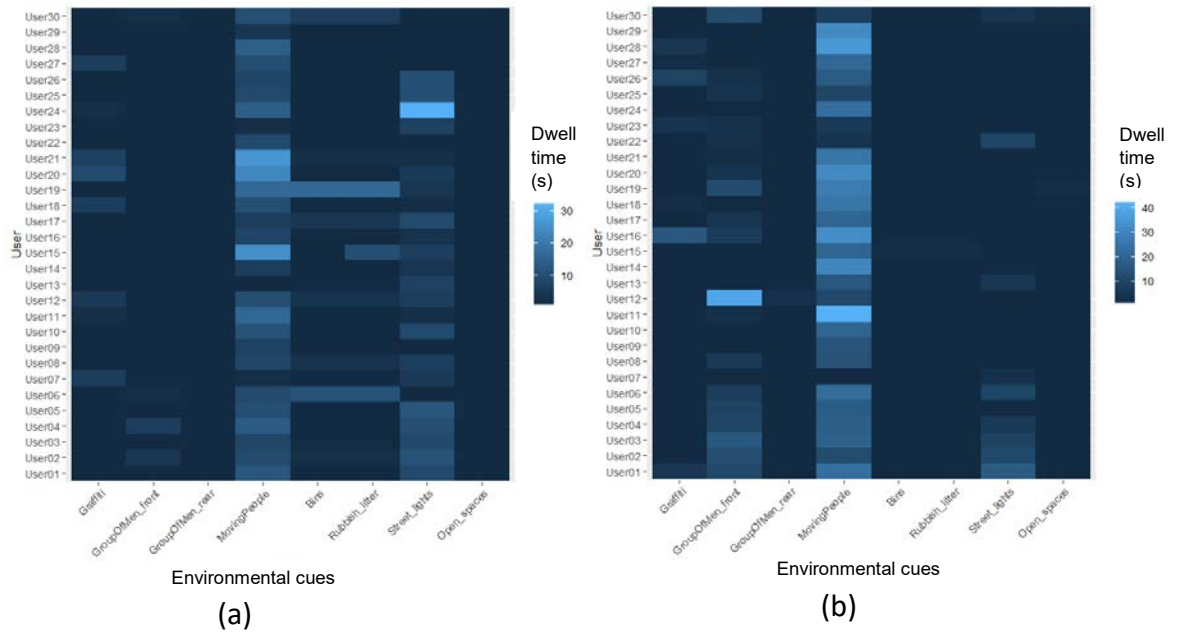 User30
User29
User28
User27
User26
User25
User24
User23
User22
User21
User20
User19
User18
User17
User16
User15
User14
User13
User12
User11
User10
User09
User08
User07
User06
User05
User04
User03
User02
User01
User
Graffiti
GroupOfMen_front
GroupOfMen_rear
MovingPeople
Bins
Rubbish_litter
Street_lights
Open_spaces
Environmental cues
Dwell
time
(s)
30
20
10
(a)
User30
User29
User28
User27
User26
User25
User24
User23
User22
User21
User20
User19
User18
User17
User16
User15
User14
User13
User12
User11
User10
User09
User08
User07
User06
User05
User04
User03
User02
User01
User
Graffiti
GroupOfMen_front
GroupOfMen_rear
MovingPeople
Bins
Rubbish_litter
Street_lights
Open_spaces
Environmental cues
Dwell
time
(s)
40
30
20
10
(b)